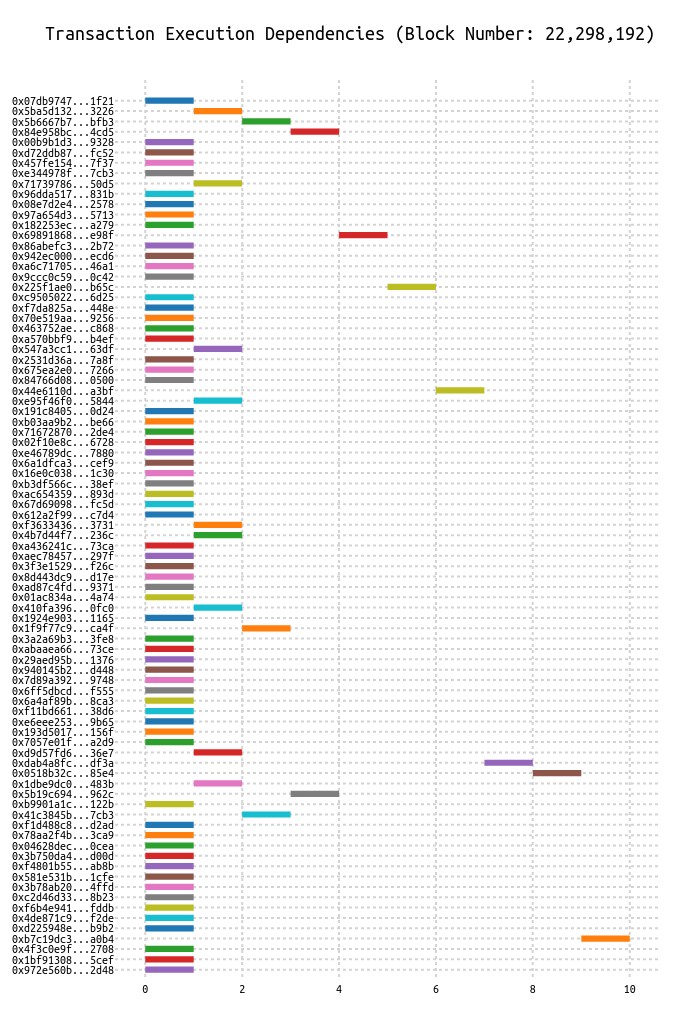 Transaction Execution Dependencies (Block Number: 22,298,192)
0x07db9747...1f21
0x5ba5d132...3226
0x5b6667b7...bfb3
0x84e958bc...4cd5
0x00b9b1d3...9328
0xd72ddb87...fc52
0x457fe154...7f37
0xe344978f...7cb3
0x71739786...50d5
0x96dda517...831b
0x08e7d2e4...2578
0x97a654d3...5713
0x182253ec...a279
0x69891868...e98f
0x86abefc3...2b72
0x942ec000...ecd6
0xa6c71705...46a1
0x9ccc0c59...0c42
0x225f1ae0...b65c
0xc9505022...6d25
0xf7da825a...448e
0x70e519aa...9256
0x463752ae...c868
0xa570bbf9...b4ef
0x547a3cc1...63df
0x2531d36a...7a8f
0x675ea2e0...7266
0x84766d08...0500
0x44e6110d...a3bf
0xe95f46f0...5844
0x191c8405...0d24
0xb03aa9b2...be66
0x71672870...2de4
0x02f10e8c...6728
0xe46789dc...7880
0x6a1dfca3...cef9
0x16e0c038...1c30
0xb3df566c...38ef
0xac654359...893d
0x67d69098...fc5d
0x612a2f99...c7d4
0xf3633436...3731
0x4b7d44f7...236c
0xa436241c...73ca
0xaec78457...297f
0x3f3e1529...f26c
0x8d443dc9...d17e
0xad87c4fd...9371
0x01ac834a...4a74
0x410fa396...0fc0
0x1924e903...1165
0x1f9f77c9...ca4f
0x3a2a69b3...3fe8
0xabaaea66...73ce
0x29aed95b...1376
0x940145b2...d448
0x7d89a392...9748
0x6ff5dbcd...f555
0x6a4af89b...8ca3
0xf11bd661...38d6
0xe6eee253...9b65
0x193d5017...156f
0x7057e01f...a2d9
0xd9d57fd6...36e7
0xdab4a8fc...df3a
0x0518b32c...85e4
0x1dbe9dc0...483b
0x5b19c694...962c
0xb9901a1c...122b
0x41c3845b...7cb3
0xf1d488c8...d2ad
0x78aa2f4b...3ca9
0x04628dec...0cea
0x3b750da4...d00d
0xf4801b55...ab8b
0x581e531b...1cfe
0x3b78ab20...4ffd
0xc2d46d33...8b23
0xf6b4e941...fddb
0x4de871c9...f2de
0xd225948e...b9b2
0xb7c19dc3...a0b4
0x4f3c0e9f...2708
0x1bf91308...5cef
0x972e560b...2d48
0 2 4 6 8 10